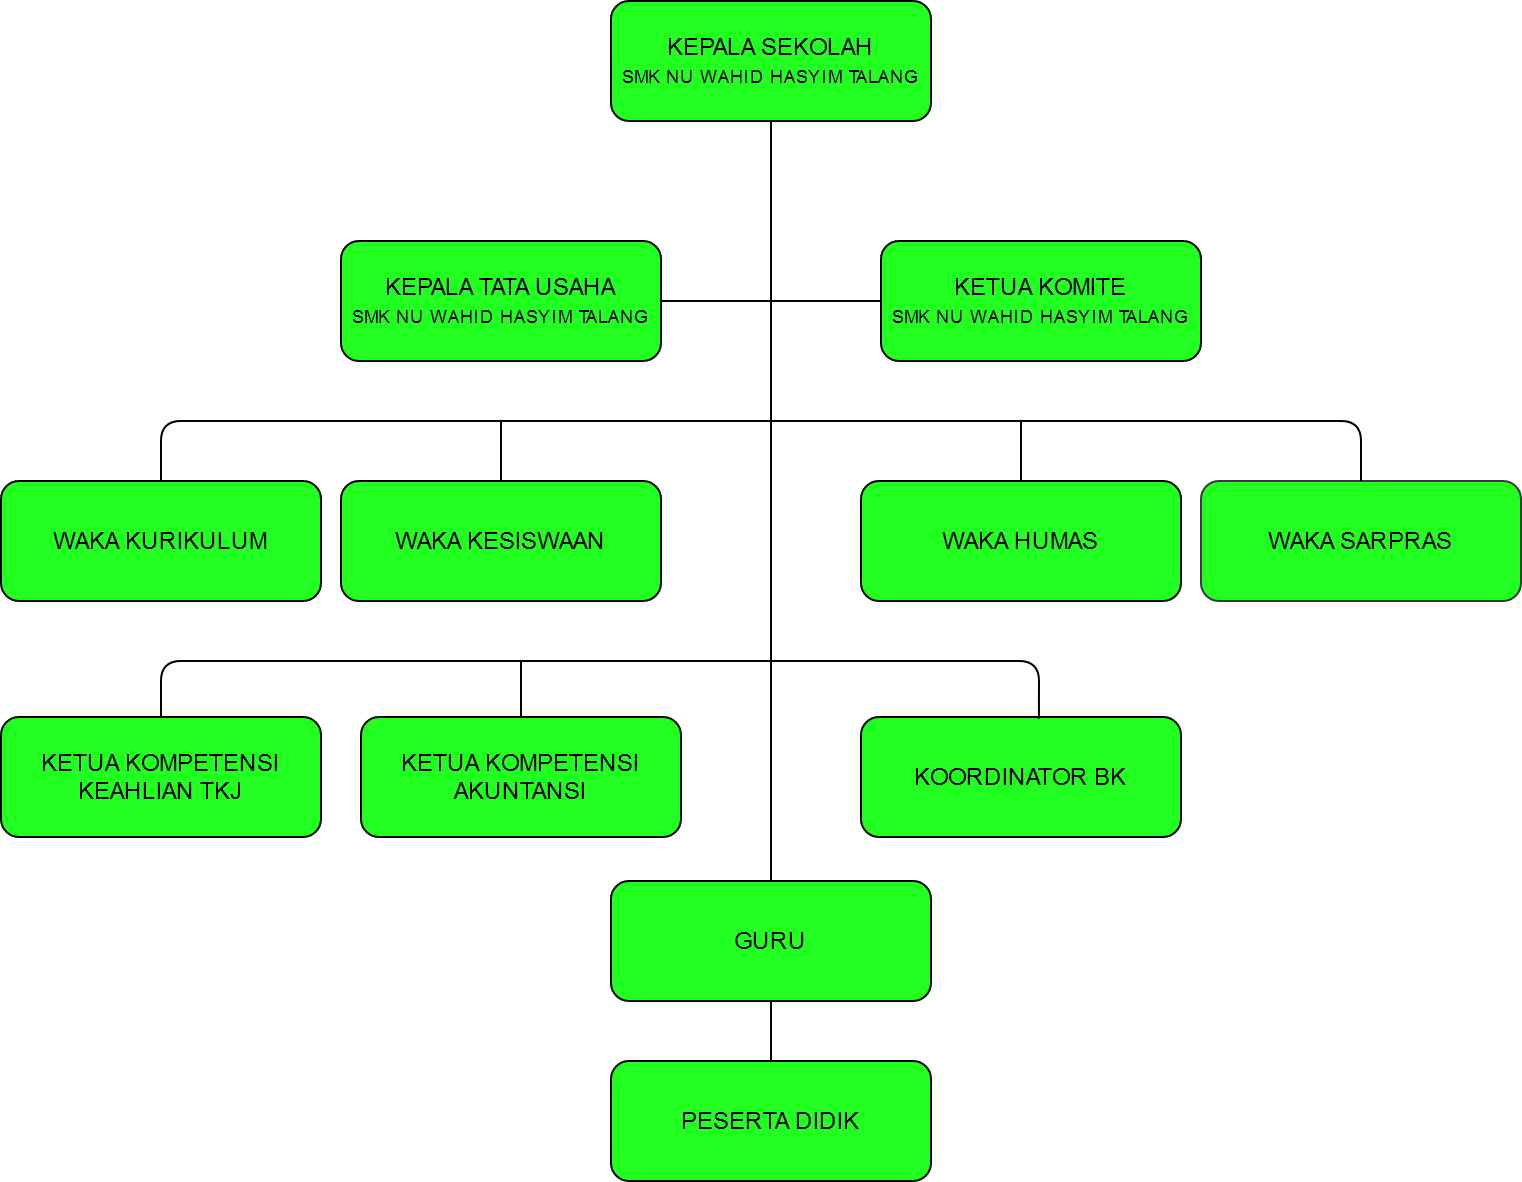 KEPALA SEKOLAH
SMK NU WAHID HASYIM TALANG
KEPALA TATA USAHA
SMK NU WAHID HASYIM TALANG
KETUA KOMITE
SMK NU WAHID HASYIM TALANG
WAKA KURIKULUM
WAKA KESISWAAN
WAKA HUMAS
WAKA SARPRAS
KETUA KOMPETENSI
KEAHLIAN TKJ
KETUA KOMPETENSI
AKUNTANSI
KOORDINATOR BK
GURU
PESERTA DIDIK